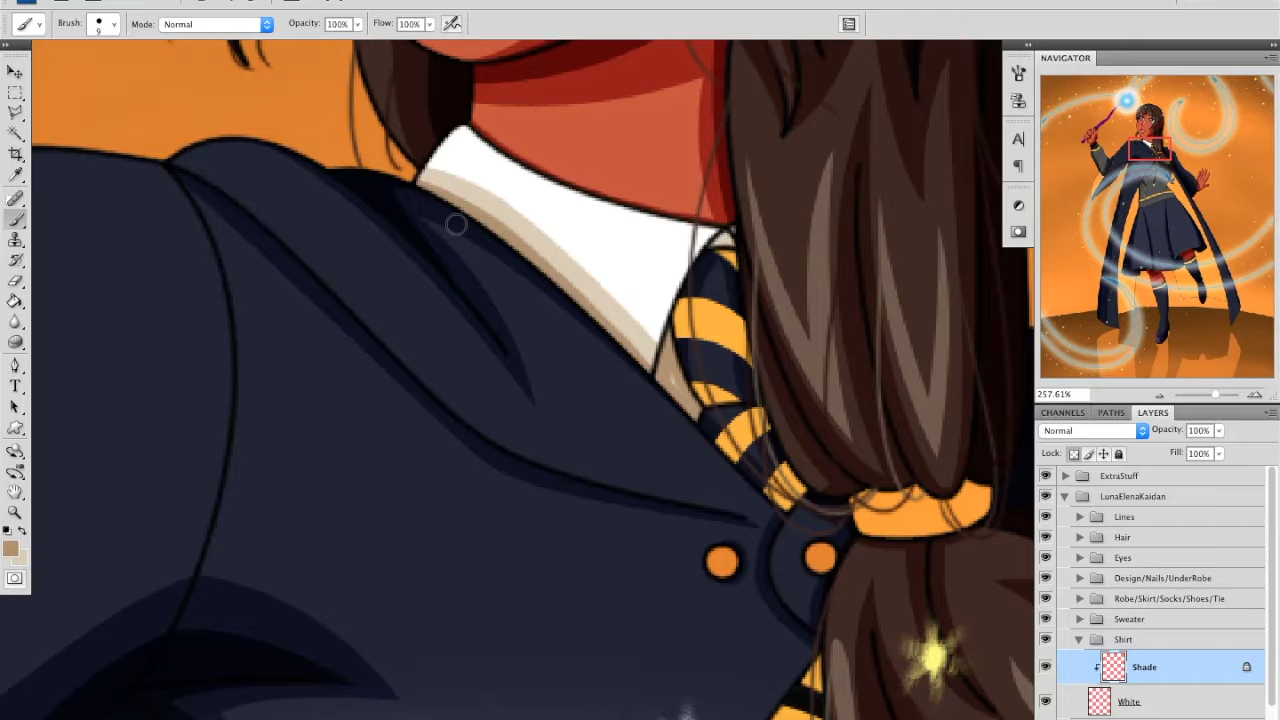 Brush: 9 Mode: Normal Opacity: 100% Flow: 100%
NAVIGATOR
257.61%
CHANNELS PATHS LAYERS
Normal Opacity: 100%
Lock: Fill: 100%
ExtraStuff
LunaElenaKaidan
Lines
Hair
Eyes
Design/Nails/UnderRobe
Robe/Skirt/Socks/Shoes/Tie
Sweater
Shirt
Shade
White